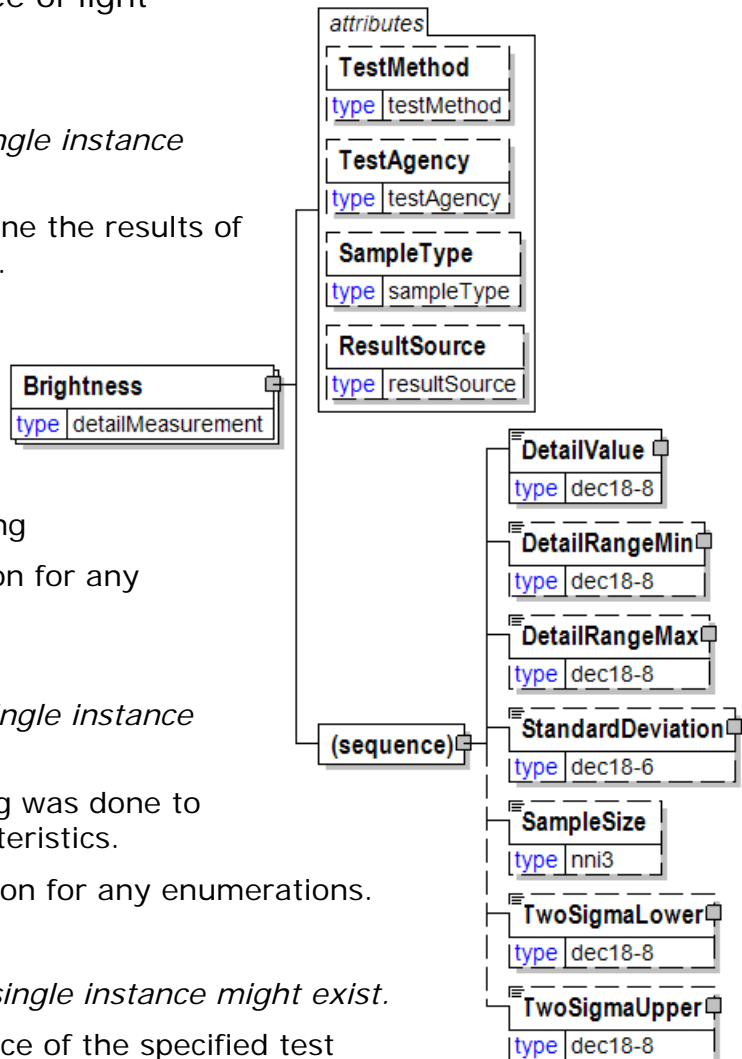 ce of light
ngle instance
ne the results of
.
ng
on for any
ingle instance
g was done to
teristics.
on for any enumerations.
single instance might exist.
ce of the specified test
Brightness
type detailMeasurement
attributes
TestMethod
type testMethod
TestAgency
type testAgency
SampleType
type sampleType
ResultSource
type resultSource
(sequence)
DetailValue
type dec18-8
DetailRangeMin
type dec18-8
DetailRangeMax
type dec18-8
StandardDeviation
type dec18-6
SampleSize
type nni3
TwoSigmaLower
type dec18-8
TwoSigmaUpper
type dec18-8